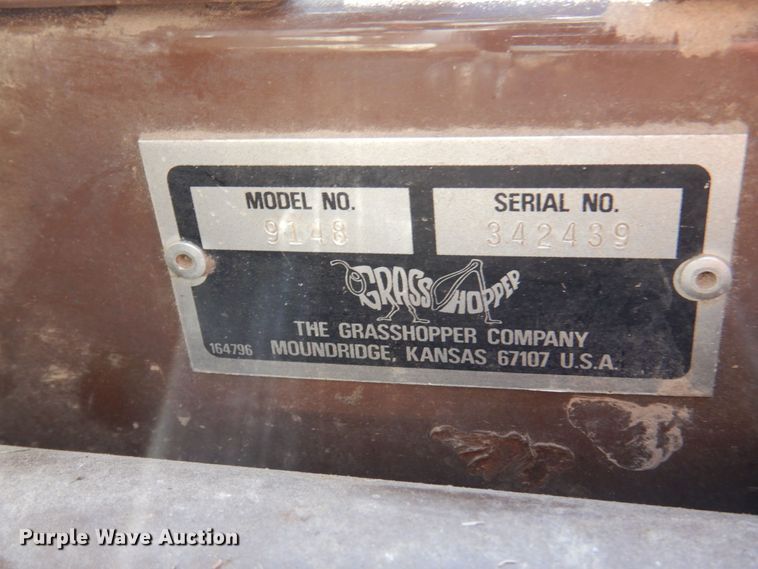 MODEL NO.
9148
SERIAL NO.
342439
GRASSHOPPER
THE GRASSHOPPER COMPANY
164796
MOUNDRIDGE, KANSAS 67107 U.S.A.
Purple Wave Auction®